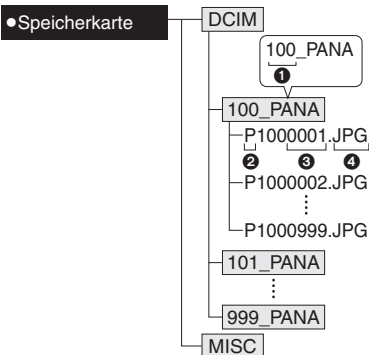 ●Speicherkarte
DCIM
100_PANA
❶
100_PANA
P1000001.JPG
❷ ❸ ❹
P1000002.JPG
P1000999.JPG
101_PANA
999_PANA
MISC